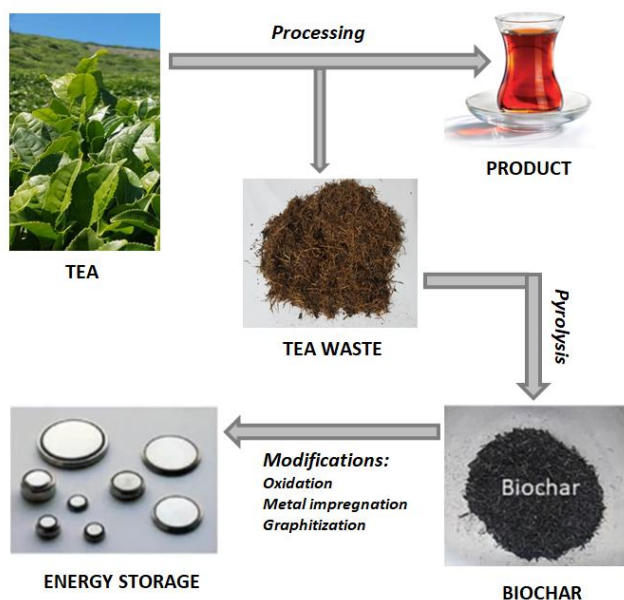 Processing
PRODUCT
TEA
TEA WASTE
Pyrolysis
Modifications:
Oxidation
Metal impregnation
Graphitization
Biochar
ENERGY STORAGE
BIOCHAR